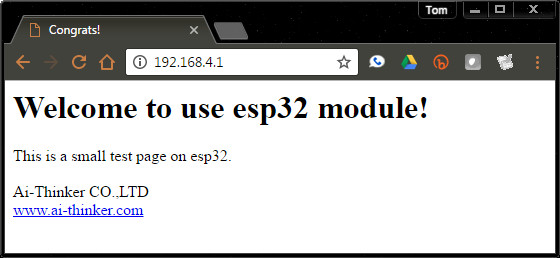 Tom
Congrats!
192.168.4.1
Welcome to use esp32 module!
This is a small test page on esp32.
Ai-Thinker CO.,LTD
www.ai-thinker.com